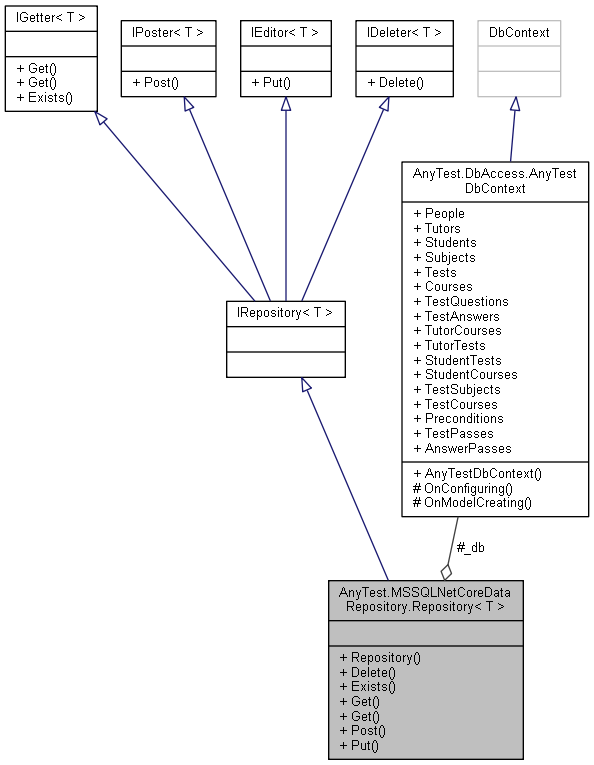 IGetter< T >
+ Get()
+ Get()
+ Exists()
IPoster< T >
+ Post()
IEditor< T >
+ Put()
IDeleter< T >
+ Delete()
DbContext
AnyTest.DbAccess.AnyTest
DbContext
+ People
+ Tutors
+ Students
+ Subjects
+ Tests
+ Courses
+ TestQuestions
+ TestAnswers
+ TutorCourses
+ TutorTests
+ StudentTests
+ StudentCourses
+ TestSubjects
+ TestCourses
+ Preconditions
+ TestPasses
+ AnswerPasses
+ AnyTestDbContext()
# OnConfiguring()
# OnModelCreating()
IRepository< T >
#_db
AnyTest.MSSQLNetCoreData
Repository.Repository< T >
+ Repository()
+ Delete()
+ Exists()
+ Get()
+ Get()
+ Post()
+ Put()